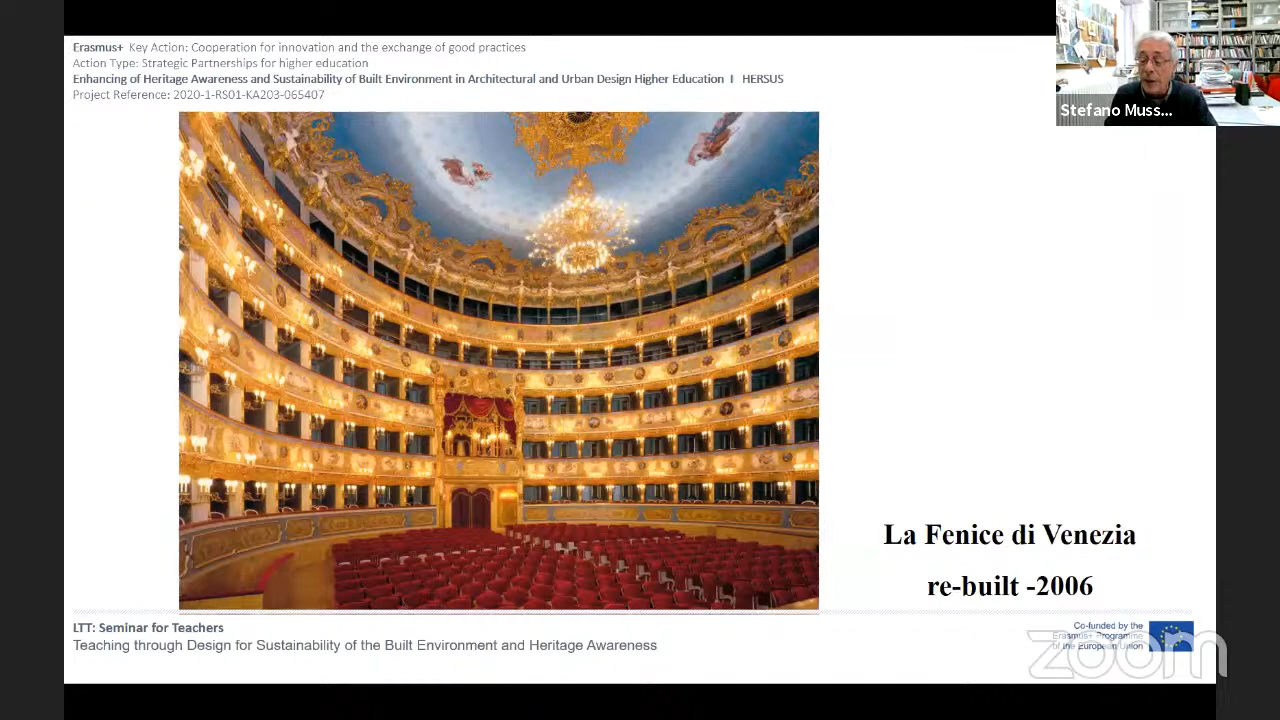 Erasmus+ Key Action: Cooperation for innovation and the exchange of good practices
Action Type: Strategic Partnerships for higher education
Enhancing of Heritage Awareness and Sustainability of Built Environment in Architectural and Urban Design Higher Education I HERSUS
Project Reference: 2020-1-RS01-KA203-065407
Stefano Muss...
La Fenice di Venezia
re-built -2006
LTT: Seminar for Teachers
Teaching through Design for Sustainability of the Built Environment and Heritage Awareness
Co-funded by the
Erasmus+ Programme
of the European Union
zoom